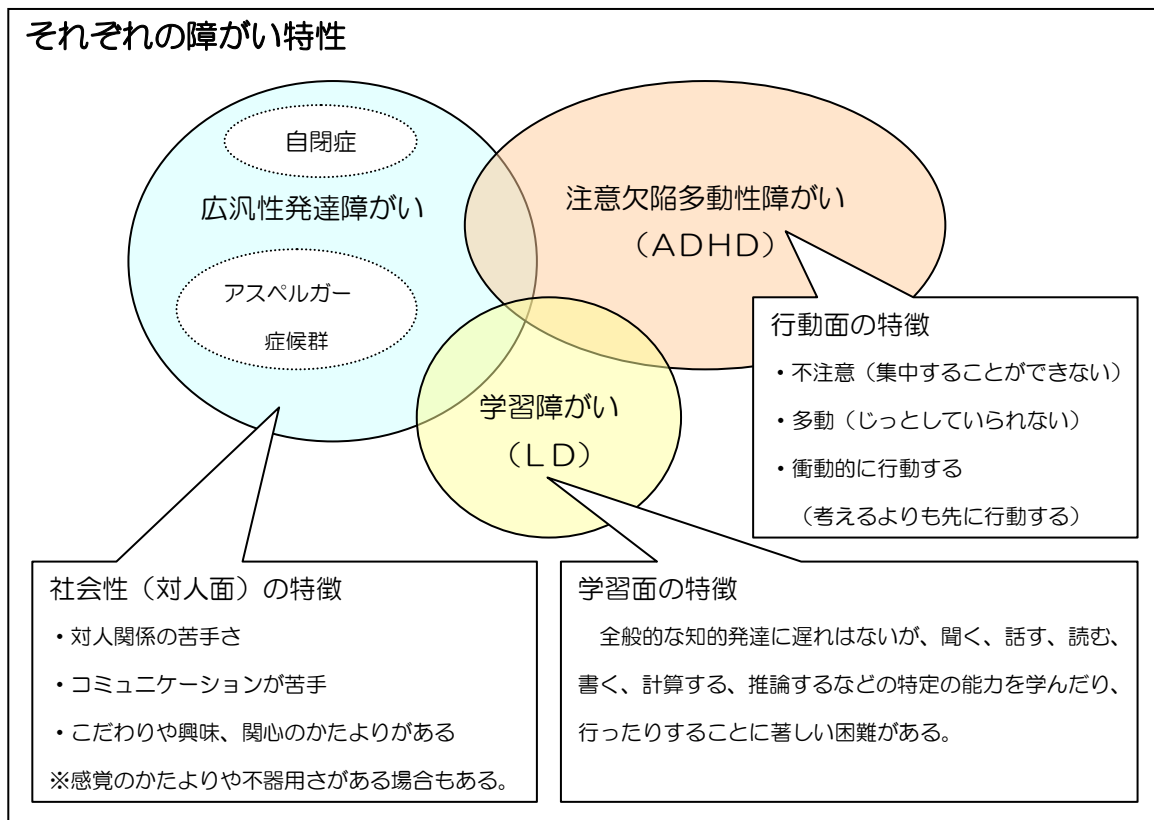 それぞれの障がい特性
自閉症
広汎性発達障がい
アスペルガー
症候群
注意欠陥多動性障がい
（ＡＤＨＤ）
学習障がい
（ＬＤ）
行動面の特徴
・不注意（集中することができない）
・多動（じっとしていられない）
・衝動的に行動する
（考えるよりも先に行動する）
社会性（対人面）の特徴
・対人関係の苦手さ
・コミュニケーションが苦手
・こだわりや興味、関心のかたよりがある
※感覚のかたよりや不器用さがある場合もある。
学習面の特徴
　全般的な知的発達に遅れはないが、聞く、話す、読む、
書く、計算する、推論するなどの特定の能力を学んだり、
行ったりすることに著しい困難がある。